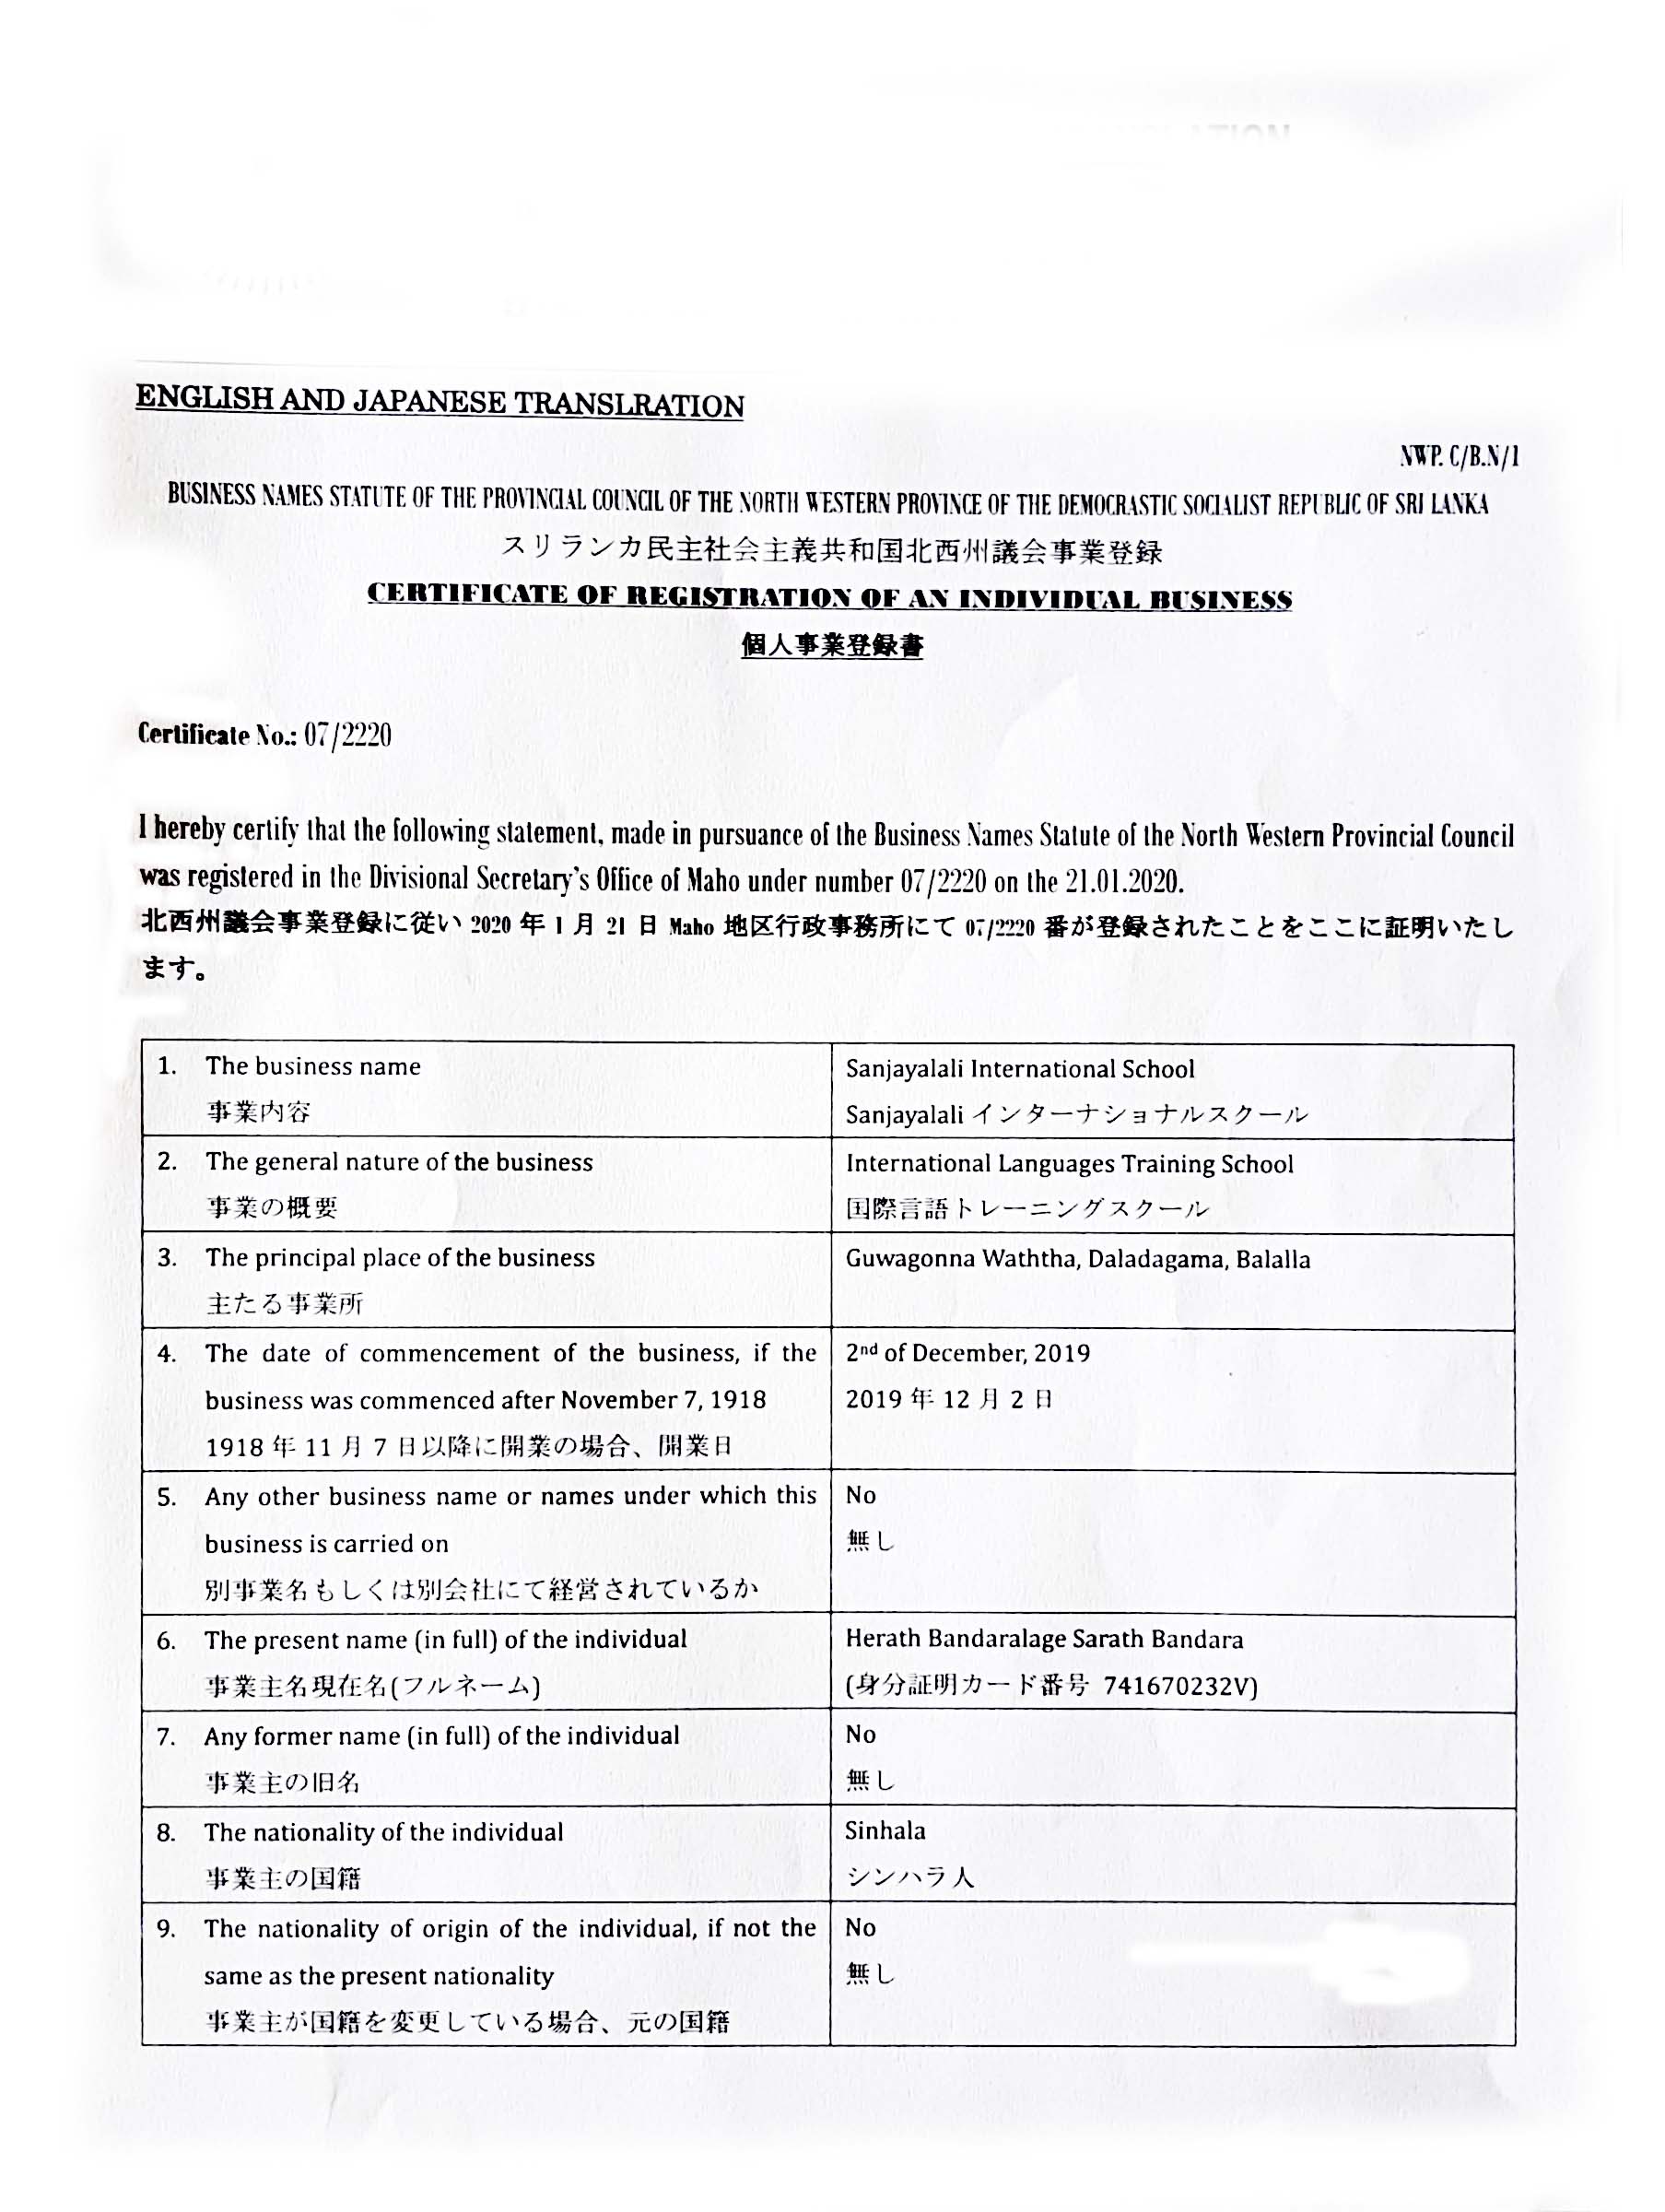 ENGLISH AND JAPANESE TRANSLRATION
NWP. C/B.N/1
BUSINESS NAMES STATUTE OF THE PROVINCIAL COUNCIL OF THE NORTH WESTERN PROVINCE OF THE DEMOCRASTIC SOCIALIST REPUBLIC OF SRI LANKA
スリランカ民主社会主義共和国北西州議会事業登録
CERTIFICATE OF REGISTRATION OF AN INDIVIDUAL BUSINESS
個人事業登録書
Certificate No.: 07/2220
I hereby certify that the following statement, made in pursuance of the Business Names Statute of the North Western Provincial Council
was registered in the Divisional Secretary's Office of Maho under number 07/2220 on the 21.01.2020.
北西州議会事業登録に従い 2020 年 1 月 21 日 Maho 地区行政事務所にて 07/2220 番が登録されたことをここに証明いたし
ます。
1. The business name
事業内容
Sanjayalali International School
Sanjayalali インターナショナルスクール
2. The general nature of the business
事業の概要
International Languages Training School
国際言語トレーニングスクール
3. The principal place of the business
主たる事業所
Guwagonna Waththa, Daladagama, Balalla
4. The date of commencement of the business, if the
business was commenced after November 7, 1918
1918 年 11 月 7 日以降に開業の場合、開業日
2nd of December, 2019
2019 年 12 月 2 日
5. Any other business name or names under which this
business is carried on
別事業名もしくは別会社にて経営されているか
No
無し
6. The present name (in full) of the individual
事業主名現在名(フルネーム)
Herath Bandaralage Sarath Bandara
(身分証明カード番号 741670232V)
7. Any former name (in full) of the individual
事業主の旧名
No
無し
8. The nationality of the individual
事業主の国籍
Sinhala
シンハラ人
9. The nationality of origin of the individual, if not the
same as the present nationality
事業主が国籍を変更している場合、元の国籍
No
無し